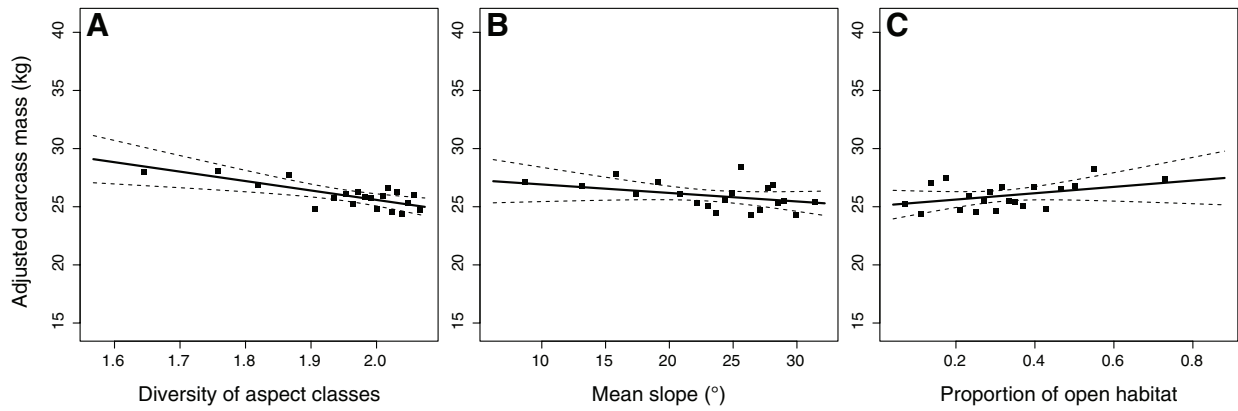 A
B
C
Adjusted carcass mass (kg)
40
35
30
25
20
15
1.6 1.7 1.8 1.9 2.0
Diversity of aspect classes
40
35
30
25
20
15
10 15 20 25 30
Mean slope (°)
40
35
30
25
20
15
0.2 0.4 0.6 0.8
Proportion of open habitat